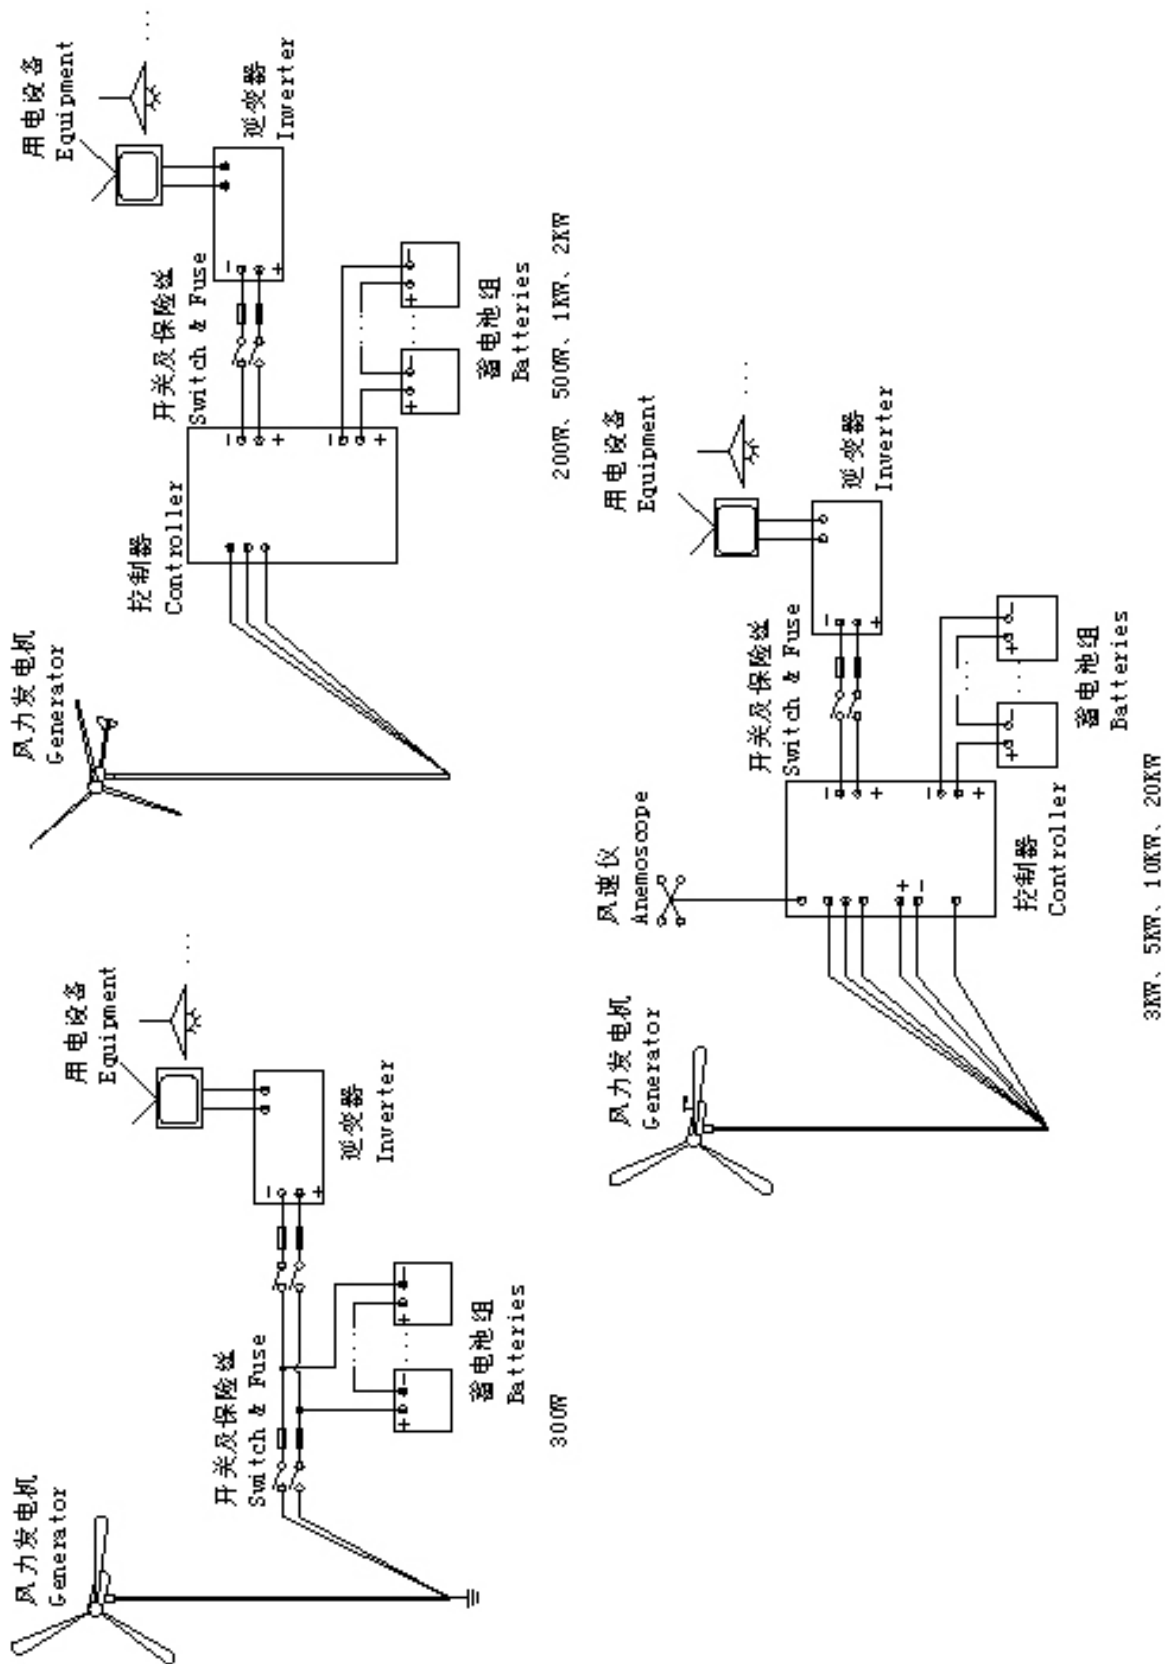 风力发电机
Generator
开关及保险丝
Switch & Fuse
用电设备
Equipment
逆变器
Inverter
蓄电池组
Batteries
300W
风力发电机
Generator
控制器
Controller
开关及保险丝
Switch & Fuse
用电设备
Equipment
逆变器
Inverter
蓄电池组
Batteries
200W、500W、1KW、2KW
风力发电机
Generator
风速仪
Anemoscope
开关及保险丝
Switch & Fuse
用电设备
Equipment
逆变器
Inverter
控制器
Controller
蓄电池组
Batteries
3KW、5KW、10KW、20KW